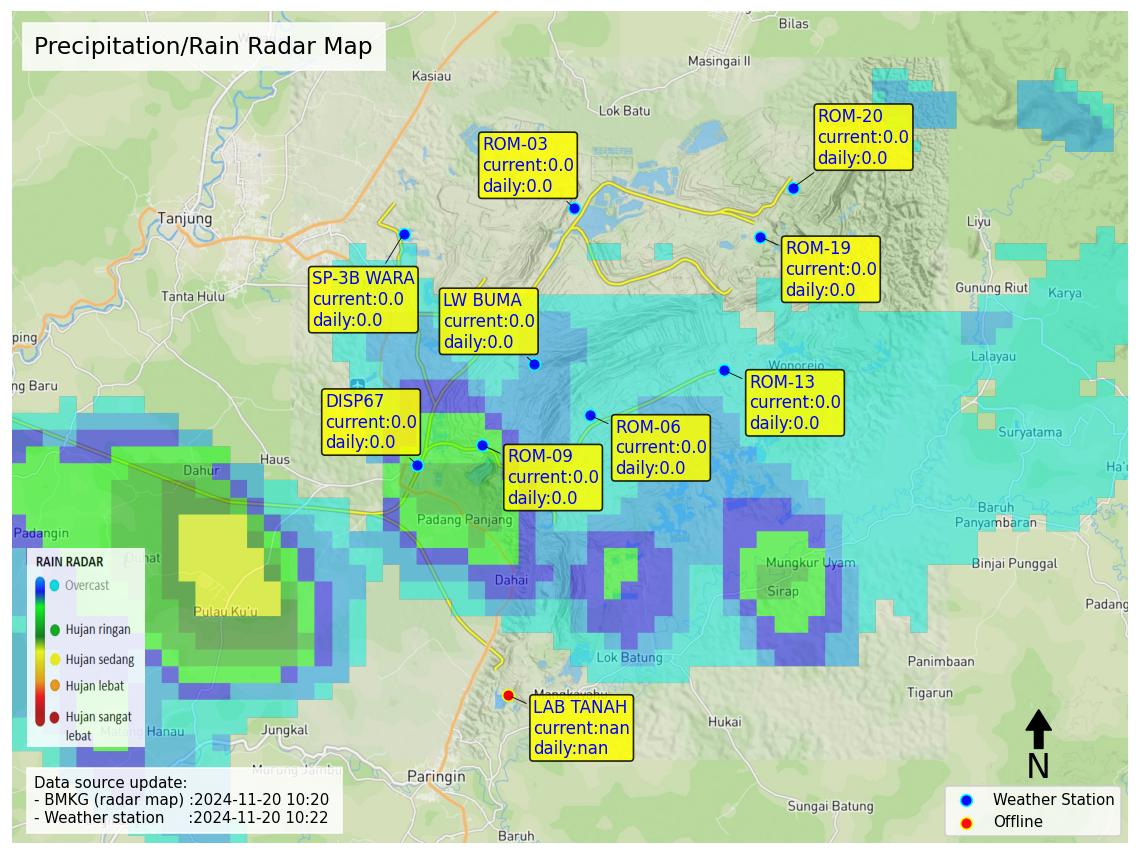 Precipitation/Rain Radar Map
Bilas
Masingai II
Kasiau
Lok Batu
ROM-20
current:0.0
daily:0.0
ROM-03
current:0.0
daily:0.0
Tanjung
Liyu
ROM-19
current:0.0
daily:0.0
SP-3B WARA
current:0.0
daily:0.0
Tanta Hulu
LW BUMA
current:0.0
daily:0.0
Gunung Riut
Karya
ping
Lalayau
Wonorejo
ng Baru
ROM-13
current:0.0
daily:0.0
DISP67
current:0.0
daily:0.0
ROM-06
current:0.0
daily:0.0
Suryatama
ROM-09
current:0.0
daily:0.0
Haus
Dahur
Ha'u
Baruh
Panyambaran
Padang Panjang
Padangin
Mungkur Uyam
Binjai Punggal
Dahai
Sirap
Padang
Pulau Ku'u
RAIN RADAR
Overcast
Hujan ringan
Hujan sedang
Hujan lebat
Hujan sangat
lebat
Lok Batung
Panimbaan
Tigarun
LAB TANAH
current:nan
daily:nan
Hukai
Jungkal
Paringin
Sungai Batung
Baruh
Data source update:
- BMKG (radar map) :2024-11-20 10:20
- Weather station :2024-11-20 10:22
N
Weather Station
Offline